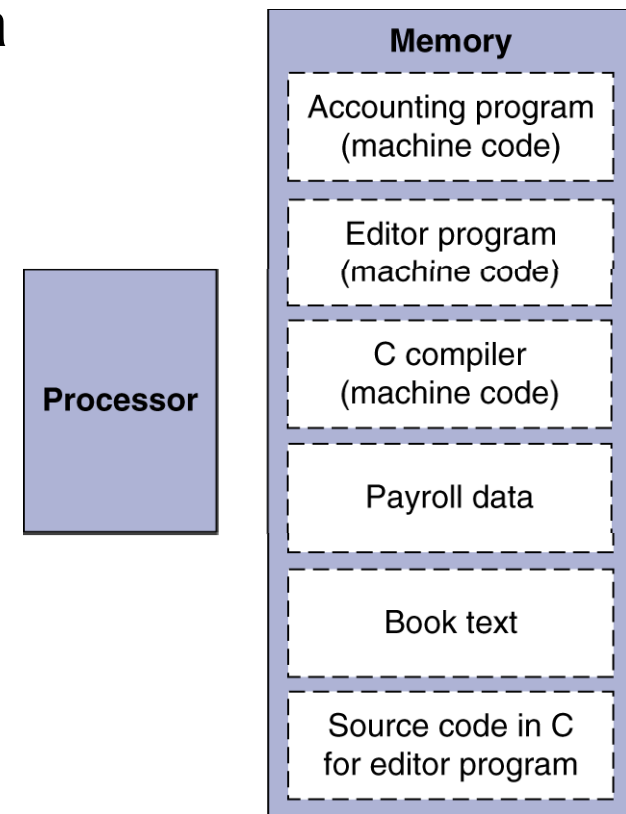 Memory
Accounting program
(machine code)
Editor program
(machine code)
C compiler
(machine code)
Processor
Payroll data
Book text
Source code in C
for editor program